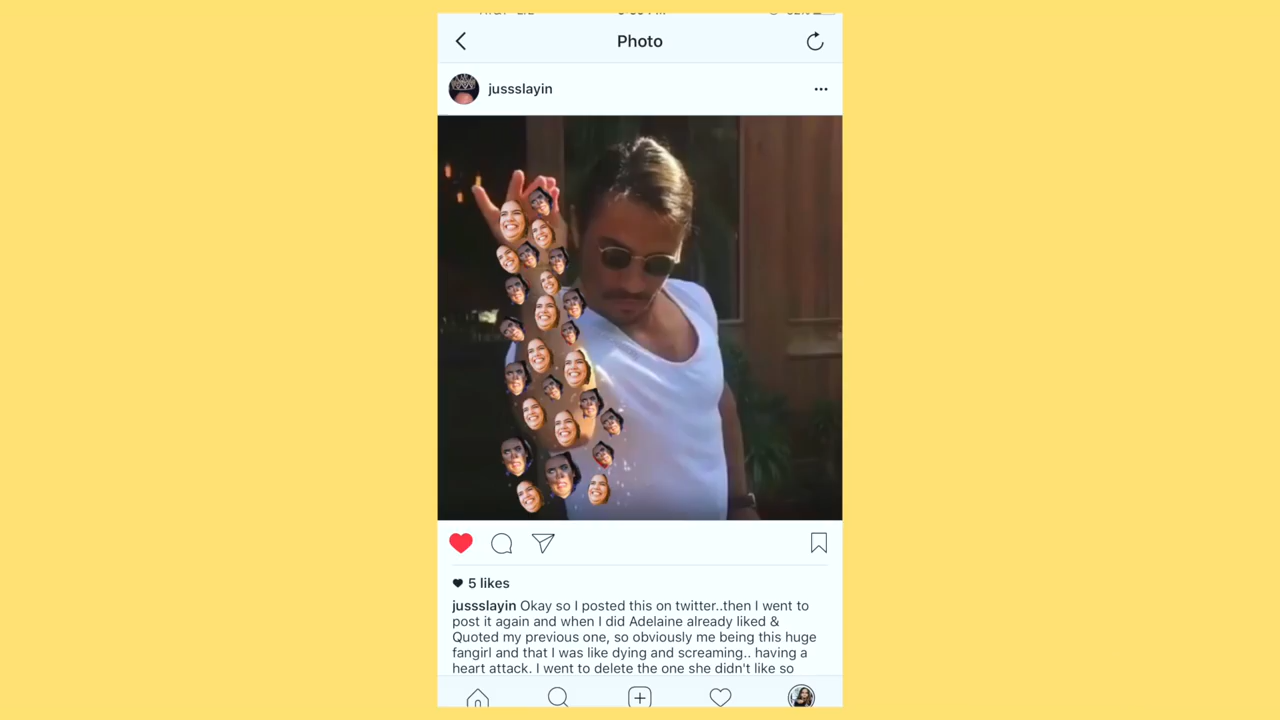 Photo
jussslayin
5 likes
jussslayin Okay so I posted this on twitter..then I went to
post it again and when I did Adelaine already liked &
Quoted my previous one, so obviously me being this huge
fangirl and that I was like dying and screaming.. having a
heart attack. I went to delete the one she didn't like so